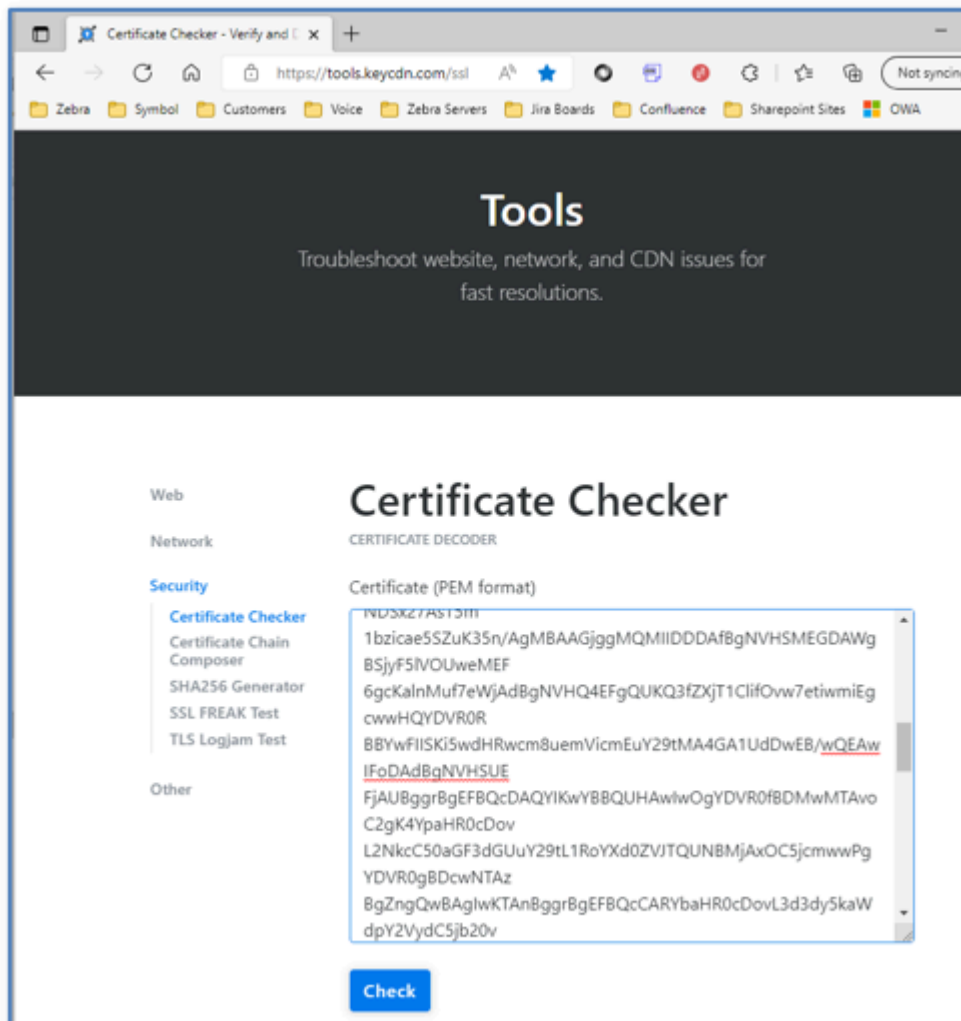 Certificate Checker - Verify and D
https://tools.keycdn.com/ssl
Not syncing
Zebra Symbol Customers Voice Zebra Servers Jira Boards Confluence Sharepoint Sites OWA
Tools
Troubleshoot website, network, and CDN issues for
fast resolutions.
Web
Network
Security
Certificate Checker
Certificate Chain
Composer
SHA256 Generator
SSL FREAK Test
TLS Logjam Test
Other
Certificate Checker
CERTIFICATE DECODER
Certificate (PEM format)
1bzicae5SZuK35n/AgMBAAGjggMQMIIDDDAfBgNVHSMEGDAWg
BSjyF5lVOUweMEF
6gcKalnMuf7eWjAdBgNVHQ4EFgQUKQ3fZXjT1ClifOvw7etiwmiEg
cwwHQYDVR0R
BBYwFIISKi5wdHRwcm8uemVicmEuY29tMA4GA1UdDwEB/wQEAw
IFoDAdBgNVHSUE
FjAUBggrBgEFBQcDAQYIKwYBBQUHAwIwOgYDVR0fBDMwMTAvo
C2gK4YpaHR0cDov
L2NkcC50aGF3dGUuY29tL1RoYXd0ZVJTQUNBMjAxOC5jcmwwPg
YDVR0gBDcwNTAz
BgZngQwBAgIwKTAnBggrBgEFBQcCARYbaHR0cDovL3d3dy5kaW
dpY2VydC5jb20v
Check